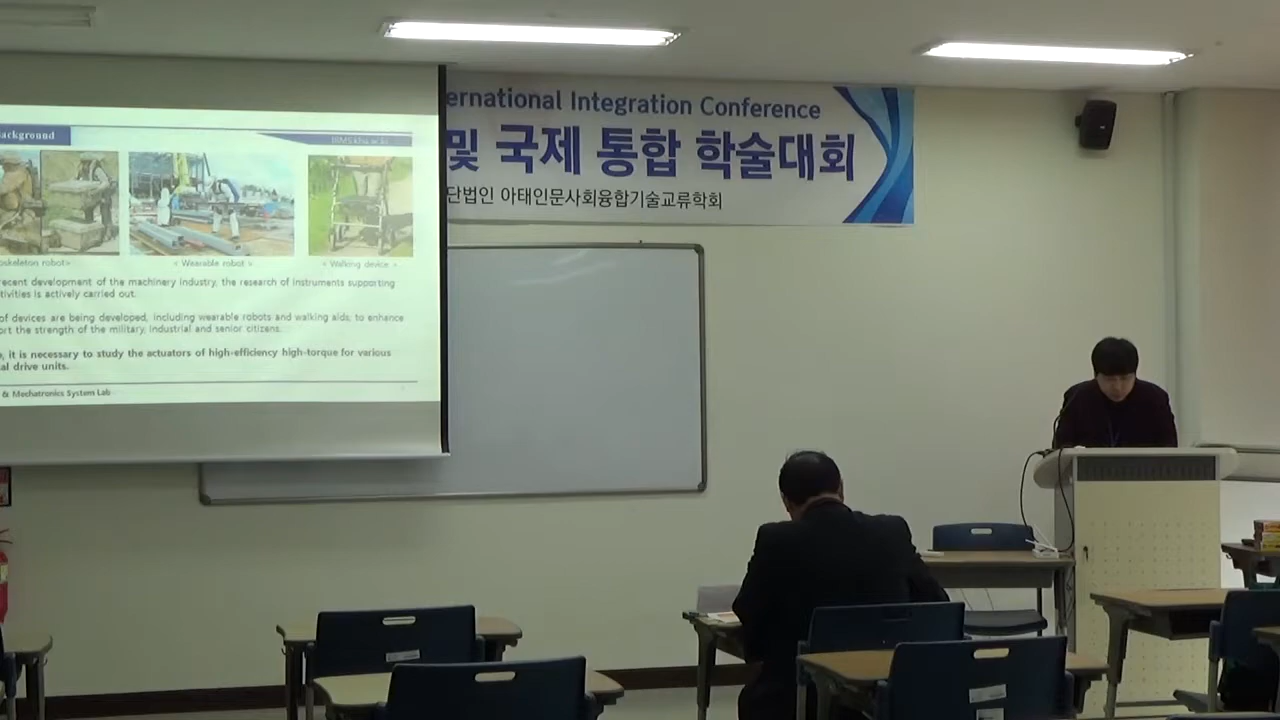 ernational Integration Conference
및 국제 통합 학술대회
단법인 아태인문사회융합기술교류학회
ackground
oskeleton robot>
< Wearable robot >
< Walking device >
recent development of the machinery industry, the research of instruments supporting
tivities is actively carried out.
of devices are being developed, including wearable robots and walking aids, to enhance
ort the strength of the military, industrial and senior citizens.
, it is necessary to study the actuators of high-efficiency high-torque for various
al drive units.
& Mechatronics System Lab